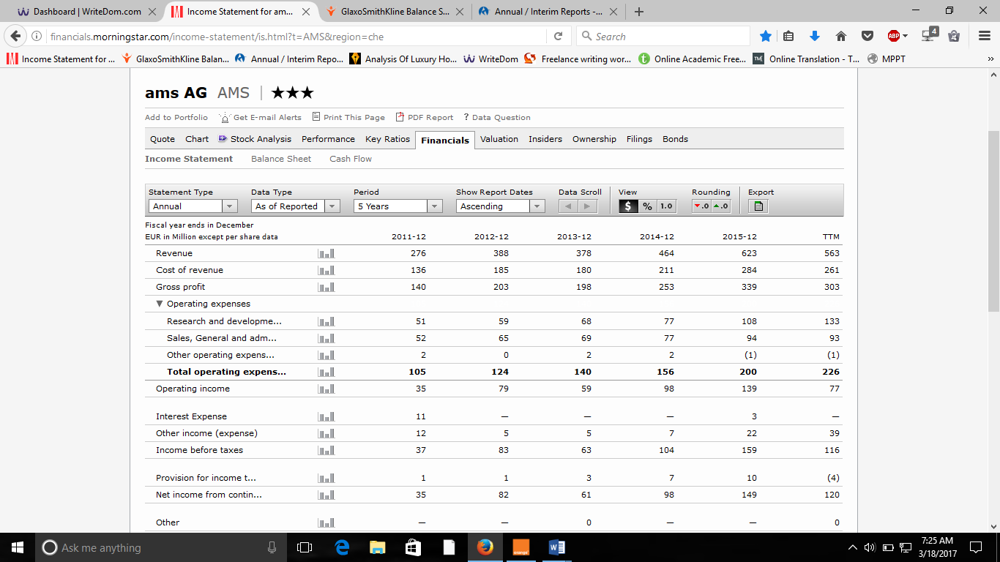 Dashboard | WriteDom.com Income Statement for am... GlaxoSmithKline Balance S... Annual / Interim Reports -...
financials.morningstar.com/income-statement/is.html?t=AMS&region=che Search ABP 4
Income Statement for ... GlaxoSmithKline Balan... Annual / Interim Repo... Analysis Of Luxury Ho... WriteDom Freelance writing wor... Online Academic Free... TM Online Translation - T... MPPT
ams AG AMS
Add to Portfolio Get E-mail Alerts Print This Page PDF Report ? Data Question
Quote Chart Stock Analysis Performance Key Ratios Financials Valuation Insiders Ownership Filings Bonds
Income Statement Balance Sheet Cash Flow
Statement Type Data Type Period Show Report Dates Data Scroll View Rounding Export
Annual As of Reported 5 Years Ascending $ % 1.0 .0 .0
Fiscal year ends in December
EUR in Million except per share data 2011-12 2012-12 2013-12 2014-12 2015-12 TTM
Revenue 276 388 378 464 623 563
Cost of revenue 136 185 180 211 284 261
Gross profit 140 203 198 253 339 303
Operating expenses
Research and developme... 51 59 68 77 108 133
Sales, General and adm... 52 65 69 77 94 93
Other operating expens... 2 0 2 2 (1) (1)
Total operating expens... 105 124 140 156 200 226
Operating income 35 79 59 98 139 77
Interest Expense 11 — — — 3 —
Other income (expense) 12 5 5 7 22 39
Income before taxes 37 83 63 104 159 116
Provision for income t... 1 1 3 7 10 (4)
Net income from contin... 35 82 61 98 149 120
Other — — 0 — — 0
Ask me anything orange 7:25 AM
3/18/2017